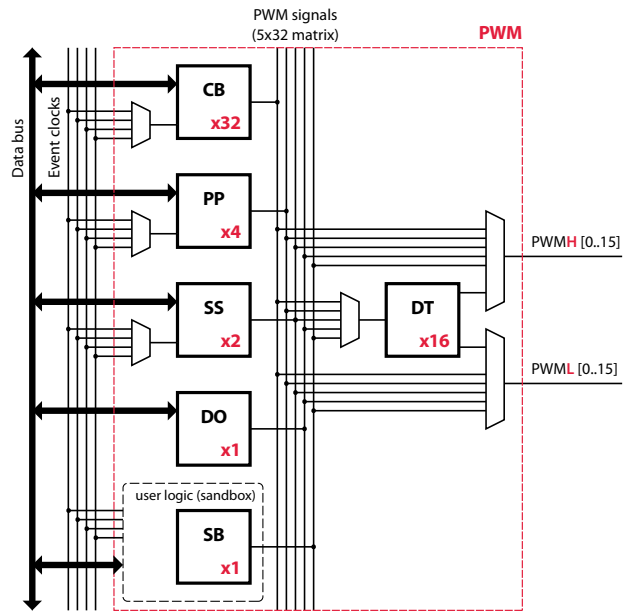 PWM signals
(5x32 matrix)
PWM
Data bus
Event clocks
CB
x32
PP
x4
PWMH [0..15]
SS
x2
DT
x16
PWML [0..15]
DO
x1
user logic (sandbox)
SB
x1